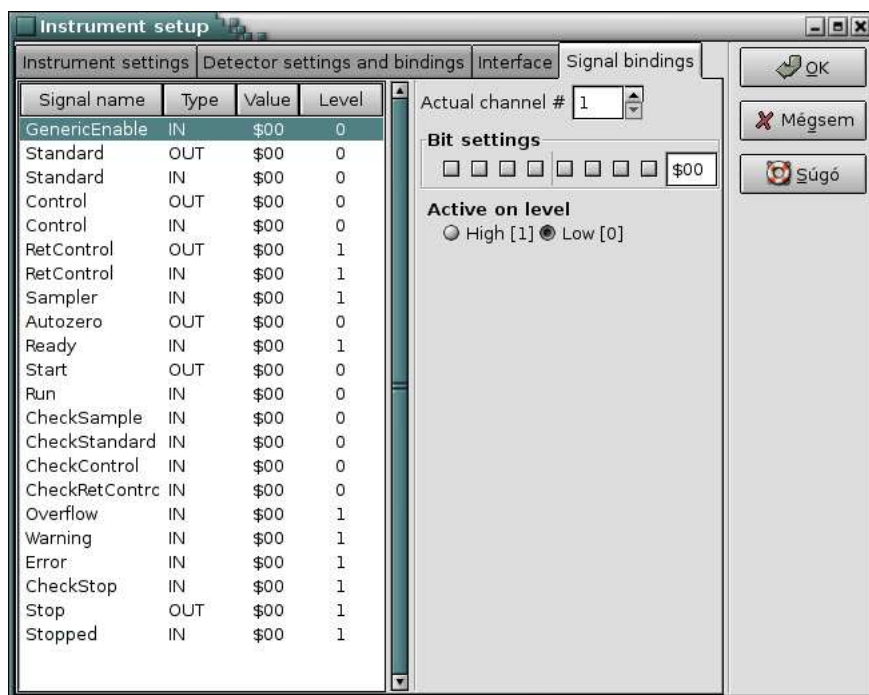 Instrument setup
Instrument settings Detector settings and bindings Interface Signal bindings
Signal name Type Value Level
GenericEnable IN $00 0
Standard OUT $00 0
Standard IN $00 0
Control OUT $00 0
Control IN $00 0
RetControl OUT $00 1
RetControl IN $00 1
Sampler IN $00 1
Autozero OUT $00 0
Ready IN $00 1
Start OUT $00 0
Run IN $00 0
CheckSample IN $00 0
CheckStandard IN $00 0
CheckControl IN $00 0
CheckRetContrc IN $00 0
Overflow IN $00 1
Warning IN $00 1
Error IN $00 1
CheckStop IN $00 1
Stop OUT $00 1
Stopped IN $00 1
Actual channel # 1
Bit settings
$00
Active on level
High [1] Low [0]
OK
Mégsem
Súgó